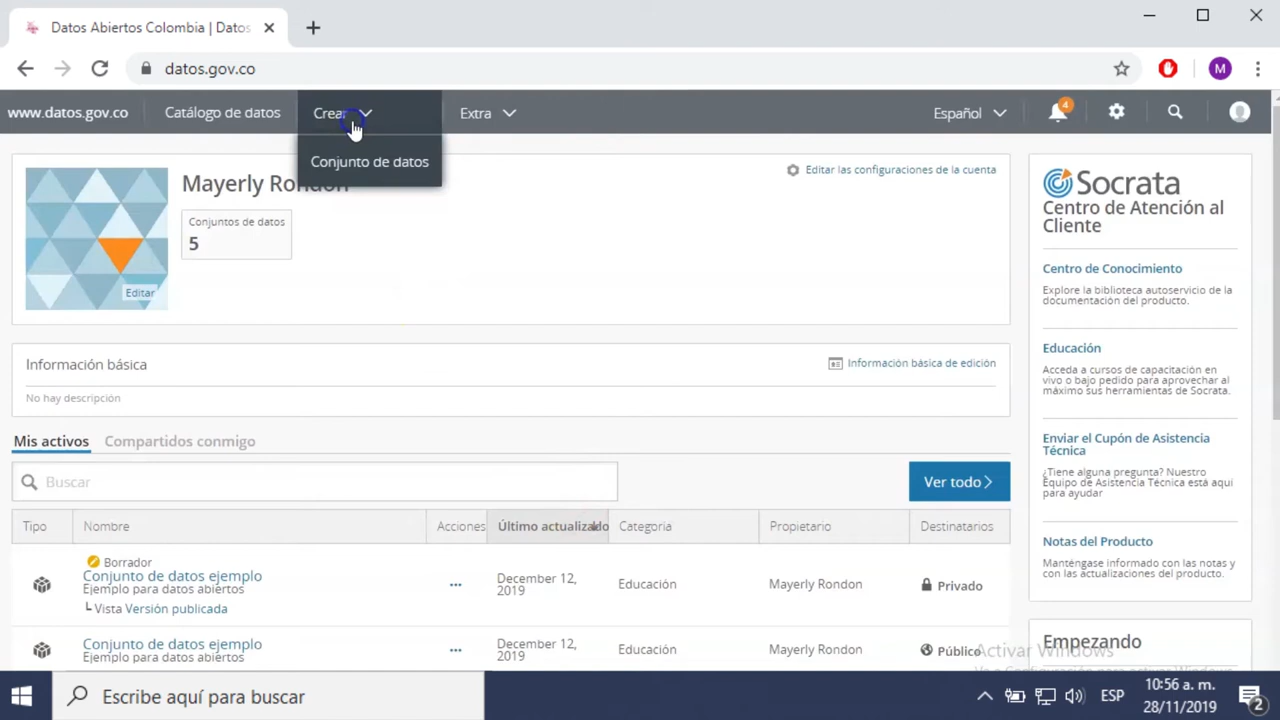 Datos Abiertos Colombia | Datos
datos.gov.co
M
www.datos.gov.co
Catálogo de datos
Crear
Extra
Español
4
Conjunto de datos
Mayerly Rondon
Conjuntos de datos
5
Editar
Editar las configuraciones de la cuenta
Información básica
Información básica de edición
No hay descripción
Mis activos
Compartidos conmigo
Buscar
Ver todo
Tipo
Nombre
Acciones
Último actualizado
Categoria
Propietario
Destinatarios
Borrador
Conjunto de datos ejemplo
Ejemplo para datos abiertos
Vista Versión publicada
December 12,
2019
Educación
Mayerly Rondon
Privado
Conjunto de datos ejemplo
Ejemplo para datos abiertos
December 12,
2019
Educación
Mayerly Rondon
Público
Socrata
Centro de Atención al
Cliente
Centro de Conocimiento
Explore la biblioteca autoservicio de la
documentación del producto.
Educación
Acceda a cursos de capacitación en
vivo o bajo pedido para aprovechar al
máximo sus herramientas de Socrata.
Enviar el Cupón de Asistencia
Técnica
¿Tiene alguna pregunta? Nuestro
Equipo de Asistencia Técnica está aquí
para ayudar
Notas del Producto
Manténgase informado con las notas y
con las actualizaciones del producto.
Empezando
Activar Windows
Escribe aquí para buscar
ESP
10:56 a. m.
28/11/2019
2